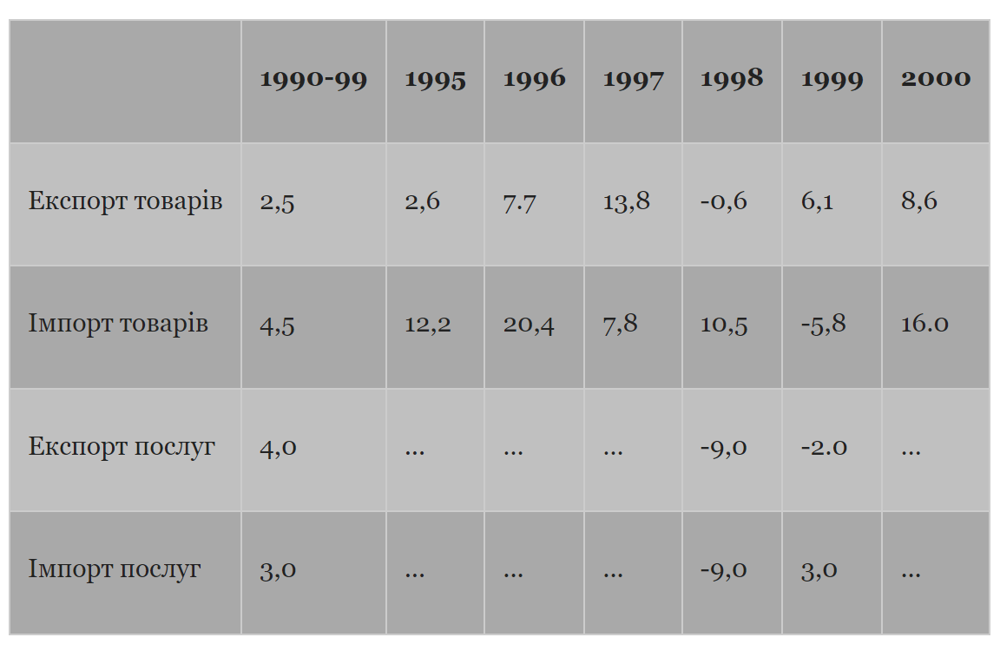 1990-99 1995 1996 1997 1998 1999 2000
Експорт товарів 2,5 2,6 7.7 13,8 -0,6 6,1 8,6
Імпорт товарів 4,5 12,2 20,4 7,8 10,5 -5,8 16.0
Експорт послуг 4,0 ... ... ... -9,0 -2.0 ...
Імпорт послуг 3,0 ... ... ... -9,0 3,0 ...